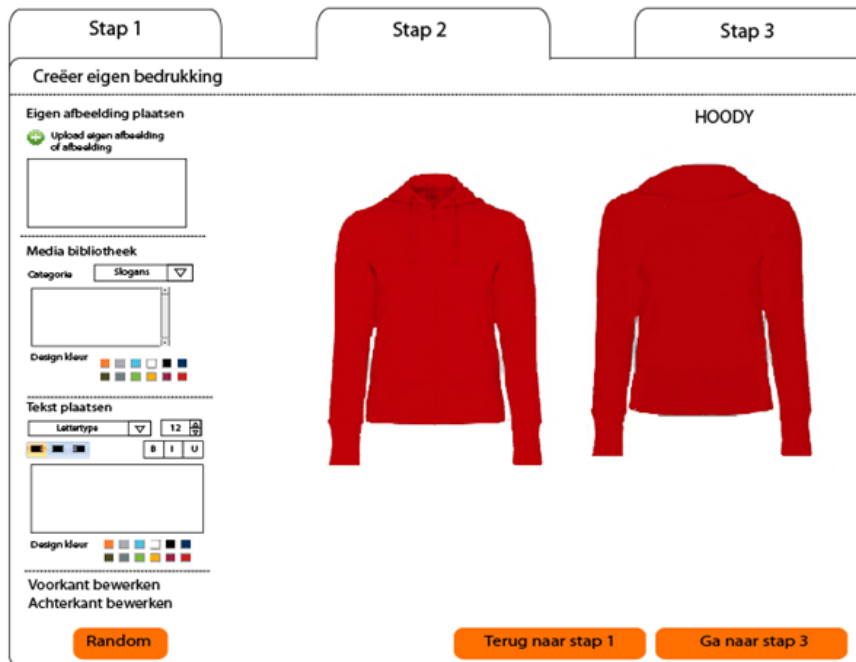 Stap 1
Stap 2
Stap 3
Creëer eigen bedrukking
Eigen afbeelding plaatsen
Upload eigen afbeelding
of afbeelding
HOODY
Media bibliotheek
Categorie
Slogans
Design kleur
Tekst plaatsen
Lettertype
12
B I U
Design kleur
Voorkant bewerken
Achterkant bewerken
Random
Terug naar stap 1
Ga naar stap 3